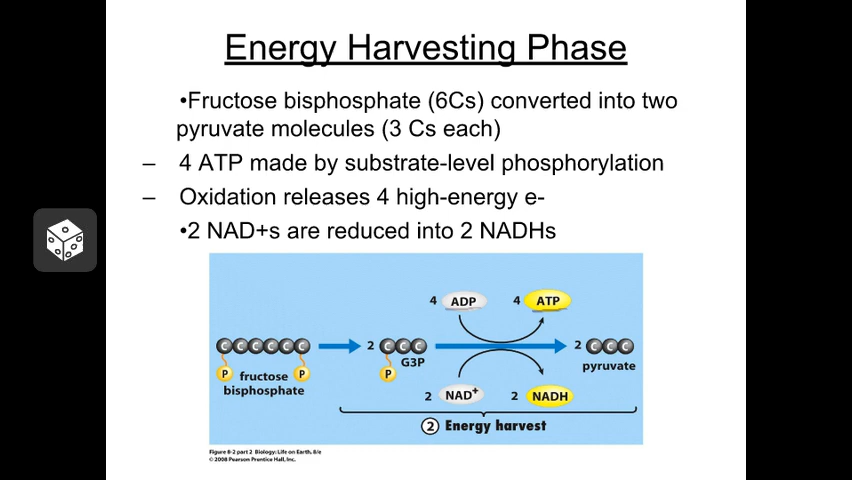 Energy Harvesting Phase
•Fructose bisphosphate (6Cs) converted into two
pyruvate molecules (3 Cs each)
– 4 ATP made by substrate-level phosphorylation
– Oxidation releases 4 high-energy e-
•2 NAD+s are reduced into 2 NADHs
4 ADP 4 ATP
C C C C C C 2 C C C 2 C C C
G3P
pyruvate
P P P
fructose
bisphosphate
2 NAD+ 2 NADH
2 Energy harvest
Figure 8-2 part 2 Biology: Life on Earth, 8/e
© 2008 Pearson Prentice Hall, Inc.